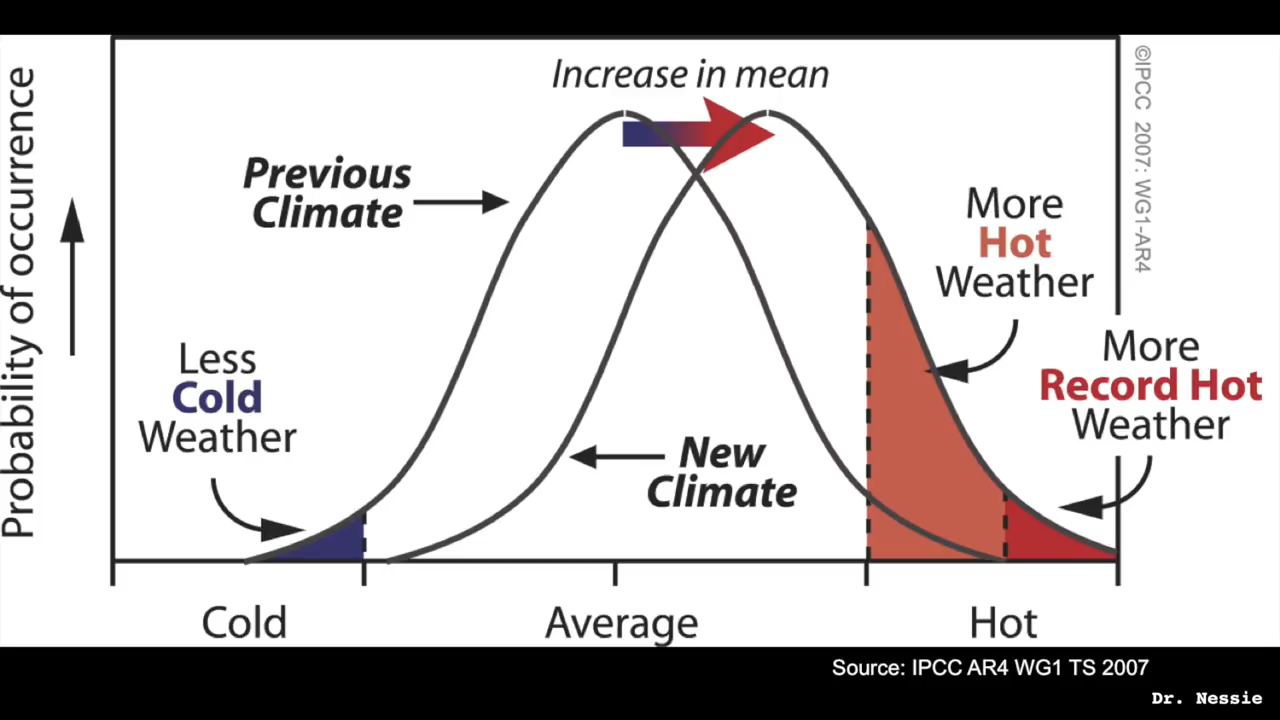 Increase in mean
Previous
Climate
Probability of occurrence
©IPCC 2007: WG1-AR4
More
Hot
Weather
Less
Cold
Weather
More
Record Hot
Weather
New
Climate
Cold
Average
Hot
Source: IPCC AR4 WG1 TS 2007
Dr. Nessie